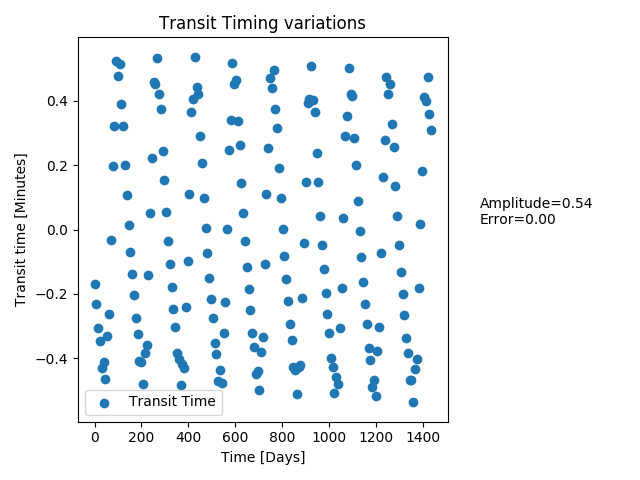 Transit Timing variations
Transit time [Minutes]
0.4
0.2
0.0
−0.2
−0.4
Amplitude=0.54
Error=0.00
Transit Time
0 200 400 600 800 1000 1200 1400
Time [Days]